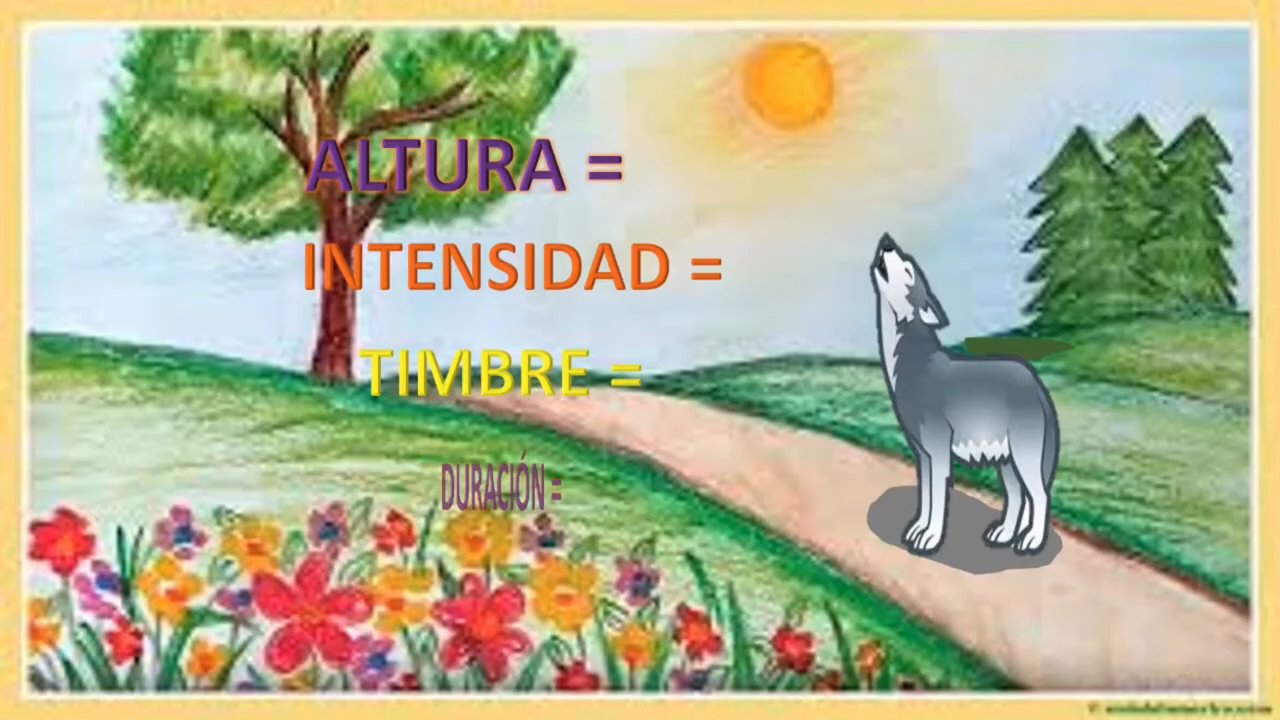 ALTURA =
INTENSIDAD =
TIMBRE =
DURACIÓN =